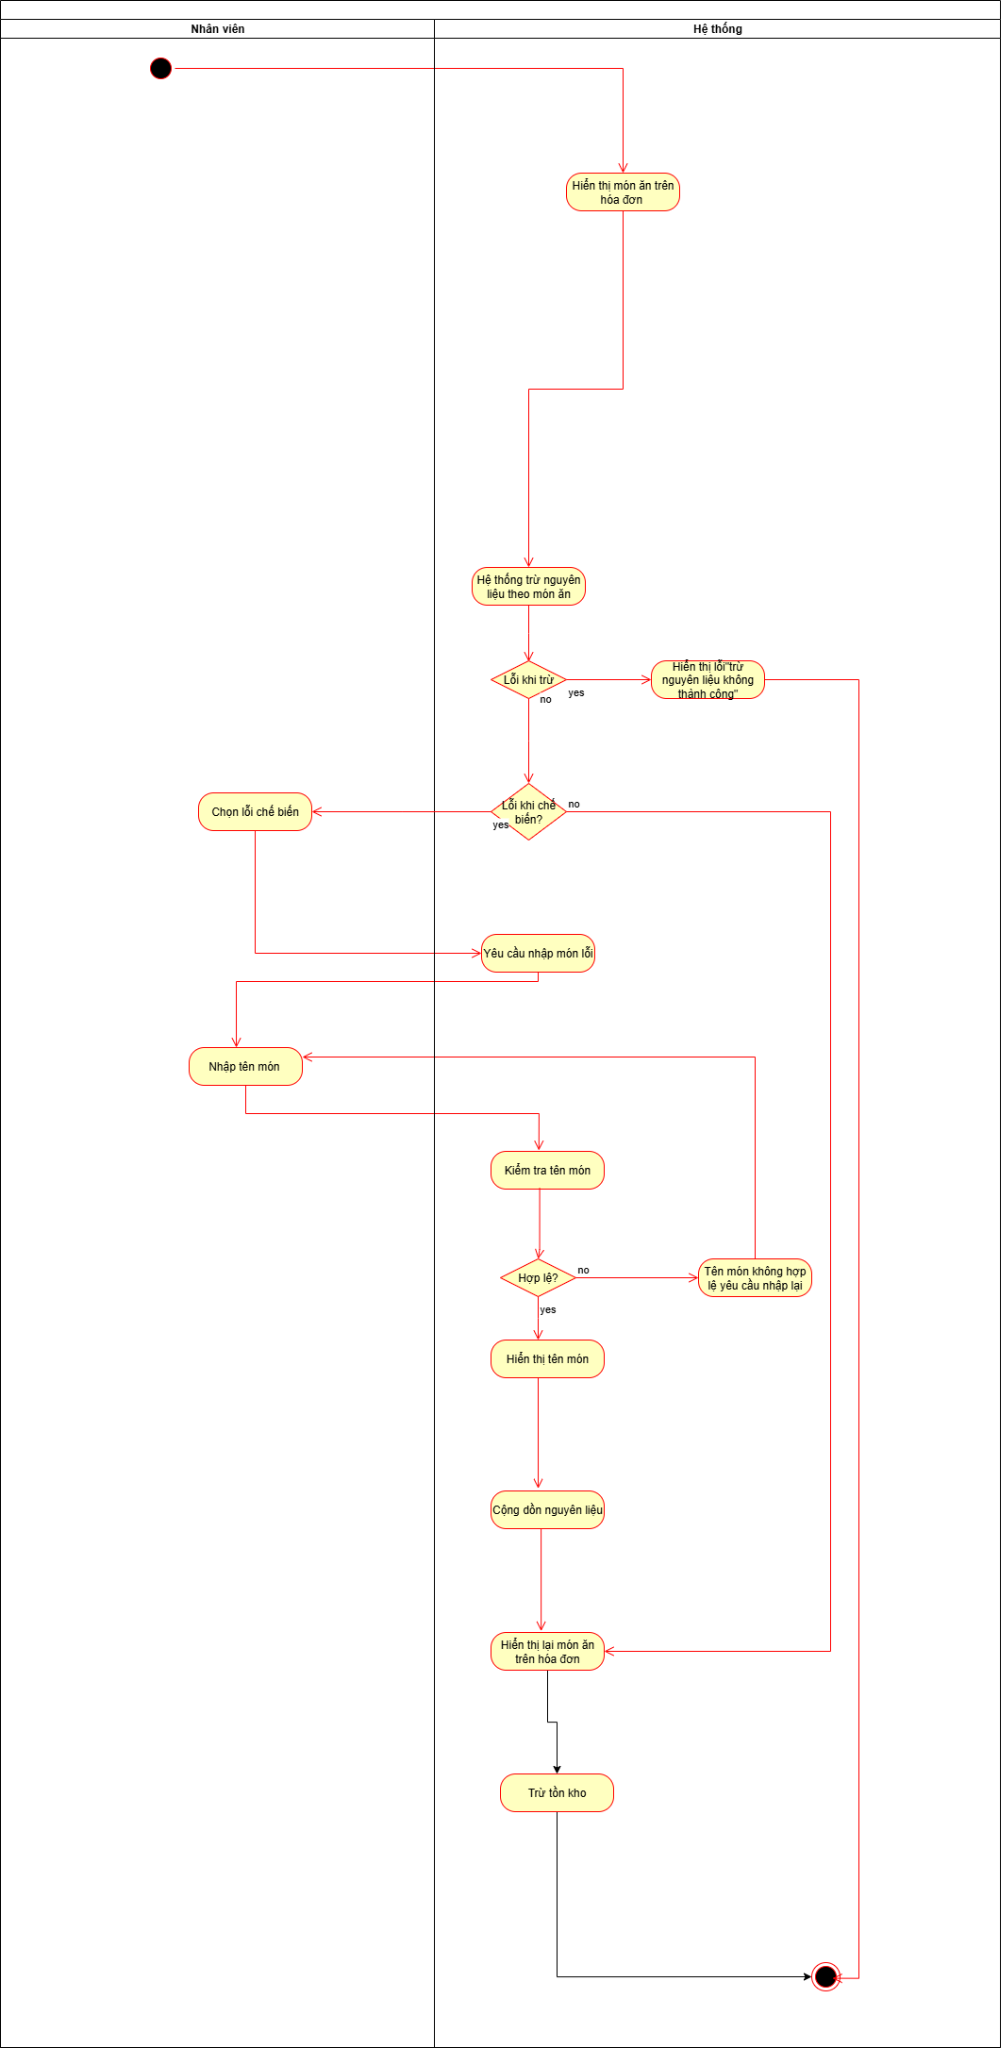 Nhân viên
Hệ thống
Hiển thị món ăn trên
hóa đơn
Hệ thống trừ nguyên
liệu theo món ăn
Lỗi khi trừ
yes
no
Hiển thị lỗi"trừ
nguyên liệu không
thành công"
Chọn lỗi chế biến
Lỗi khi chế
biến?
no
yes
Yêu cầu nhập món lỗi
Nhập tên món
Kiểm tra tên món
Hợp lệ?
no
yes
Tên món không hợp
lệ yêu cầu nhập lại
Hiển thị tên món
Cộng dồn nguyên liệu
Hiển thị lại món ăn
trên hóa đơn
Trừ tồn kho